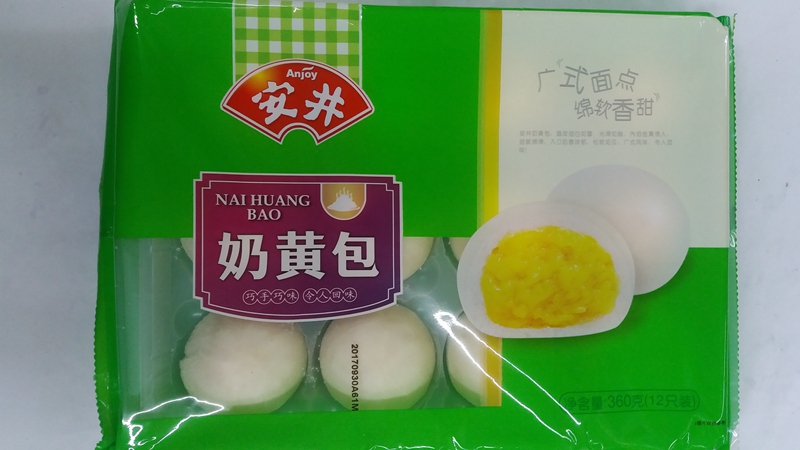 Anjoy
安井
广式面点
绵软香甜
NAI HUANG
BAO
奶黄包
巧手巧味 令人回味
20170930A61M
净含量:360克(12只装)